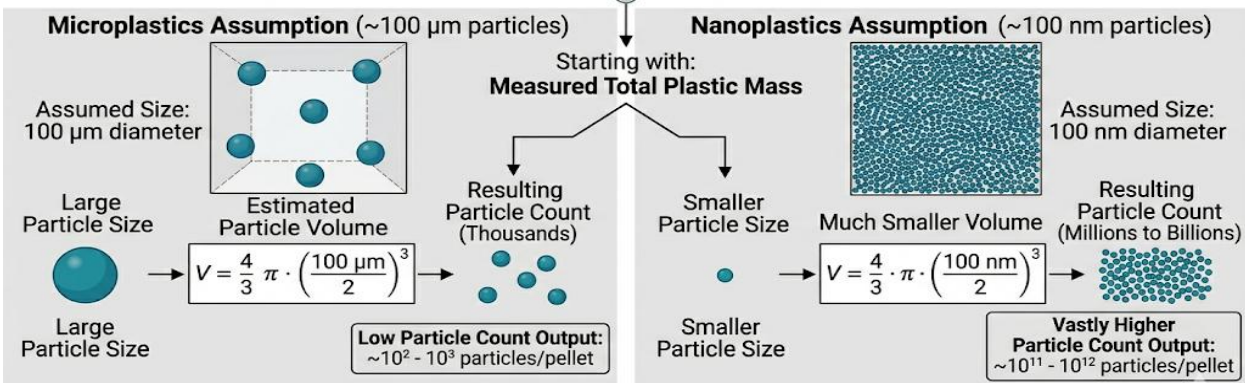 Microplastics Assumption (~100 µm particles)
Assumed Size:
100 µm diameter
Large
Particle Size
Large
Particle Size
Estimated
Particle Volume
V = 4/3 π · (100 µm/2)³
Starting with:
Measured Total Plastic Mass
Resulting
Particle Count
(Thousands)
Low Particle Count Output:
~10² - 10³ particles/pellet
Nanoplastics Assumption (~100 nm particles)
Assumed Size:
100 nm diameter
Smaller
Particle Size
Smaller
Particle Size
Much Smaller Volume
V = 4/3 · π · (100 nm/2)³
Resulting
Particle Count
(Millions to Billions)
Vastly Higher
Particle Count Output:
~10¹¹ - 10¹² particles/pellet